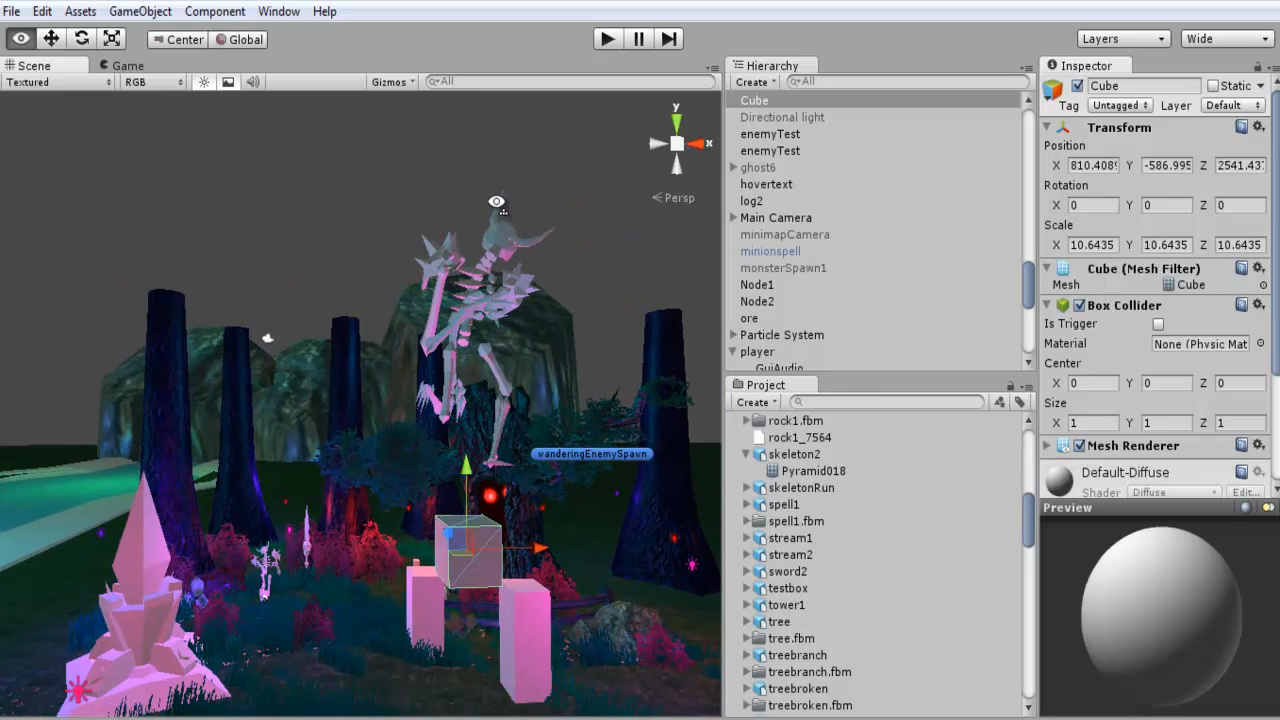 File Edit Assets GameObject Component Window Help
Center Global Layers Wide
Scene Game
Textured RGB Gizmos All
y
x
Persp
wanderingEnemySpawn
Hierarchy
Create All
Cube
Directional light
enemyTest
enemyTest
ghost6
hovertext
log2
Main Camera
minimapCamera
minionspell
monsterSpawn1
Node1
Node2
ore
Particle System
player
GuiAudio
Project
Create
rock1.fbm
rock1_7564
skeleton2
Pyramid018
skeletonRun
spell1
spell1.fbm
stream1
stream2
sword2
testbox
tower1
tree
tree.fbm
treebranch
treebranch.fbm
treebroken
treebroken.fbm
Inspector
Cube Static
Tag Untagged Layer Default
Transform
Position
X 810.408 Y -586.995 Z 2541.43
Rotation
X 0 Y 0 Z 0
Scale
X 10.6435 Y 10.6435 Z 10.6435
Cube (Mesh Filter)
Mesh Cube
Box Collider
Is Trigger
Material None (Physic Mat
Center
X 0 Y 0 Z 0
Size
X 1 Y 1 Z 1
Mesh Renderer
Default-Diffuse
Shader Diffuse Edit...
Preview